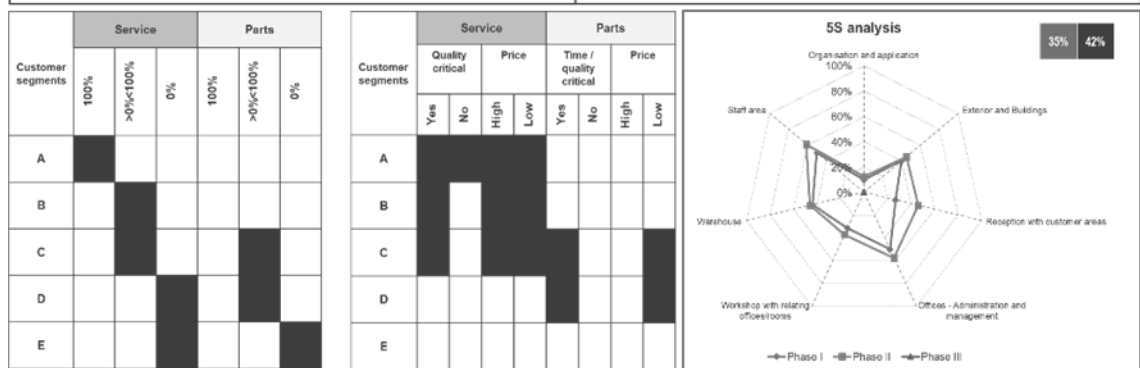 Customer segments
Service
Parts
100%
>0%<100%
0%
100%
>0%<100%
0%
A
B
C
D
E
Customer segments
Service
Parts
Quality critical
Price
Time / quality critical
Price
Yes
No
High
Low
Yes
No
High
Low
A
B
C
D
E
5S analysis
35%
42%
Organisation and application
100%
80%
60%
40%
20%
0%
Staff area
Exterior and Buildings
Warehouse
Reception with customer areas
Workshop with relating
offices/rooms
Offices - Administration and
management
Phase I
Phase II
Phase III